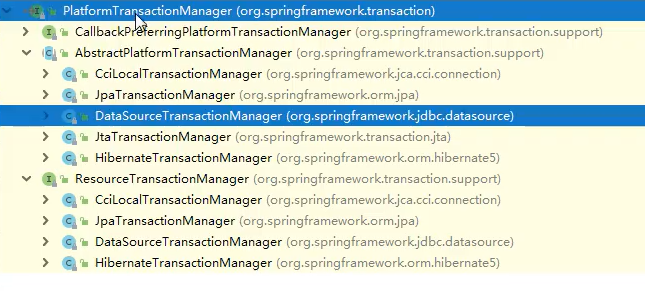 PlatformTransactionManager (org.springframework.transaction)
CallbackPreferringPlatformTransactionManager (org.springframework.transaction.support)
AbstractPlatformTransactionManager (org.springframework.transaction.support)
CciLocalTransactionManager (org.springframework.jca.cci.connection)
JpaTransactionManager (org.springframework.orm.jpa)
DataSourceTransactionManager (org.springframework.jdbc.datasource)
JtaTransactionManager (org.springframework.transaction.jta)
HibernateTransactionManager (org.springframework.orm.hibernate5)
ResourceTransactionManager (org.springframework.transaction.support)
CciLocalTransactionManager (org.springframework.jca.cci.connection)
JpaTransactionManager (org.springframework.orm.jpa)
DataSourceTransactionManager (org.springframework.jdbc.datasource)
HibernateTransactionManager (org.springframework.orm.hibernate5)